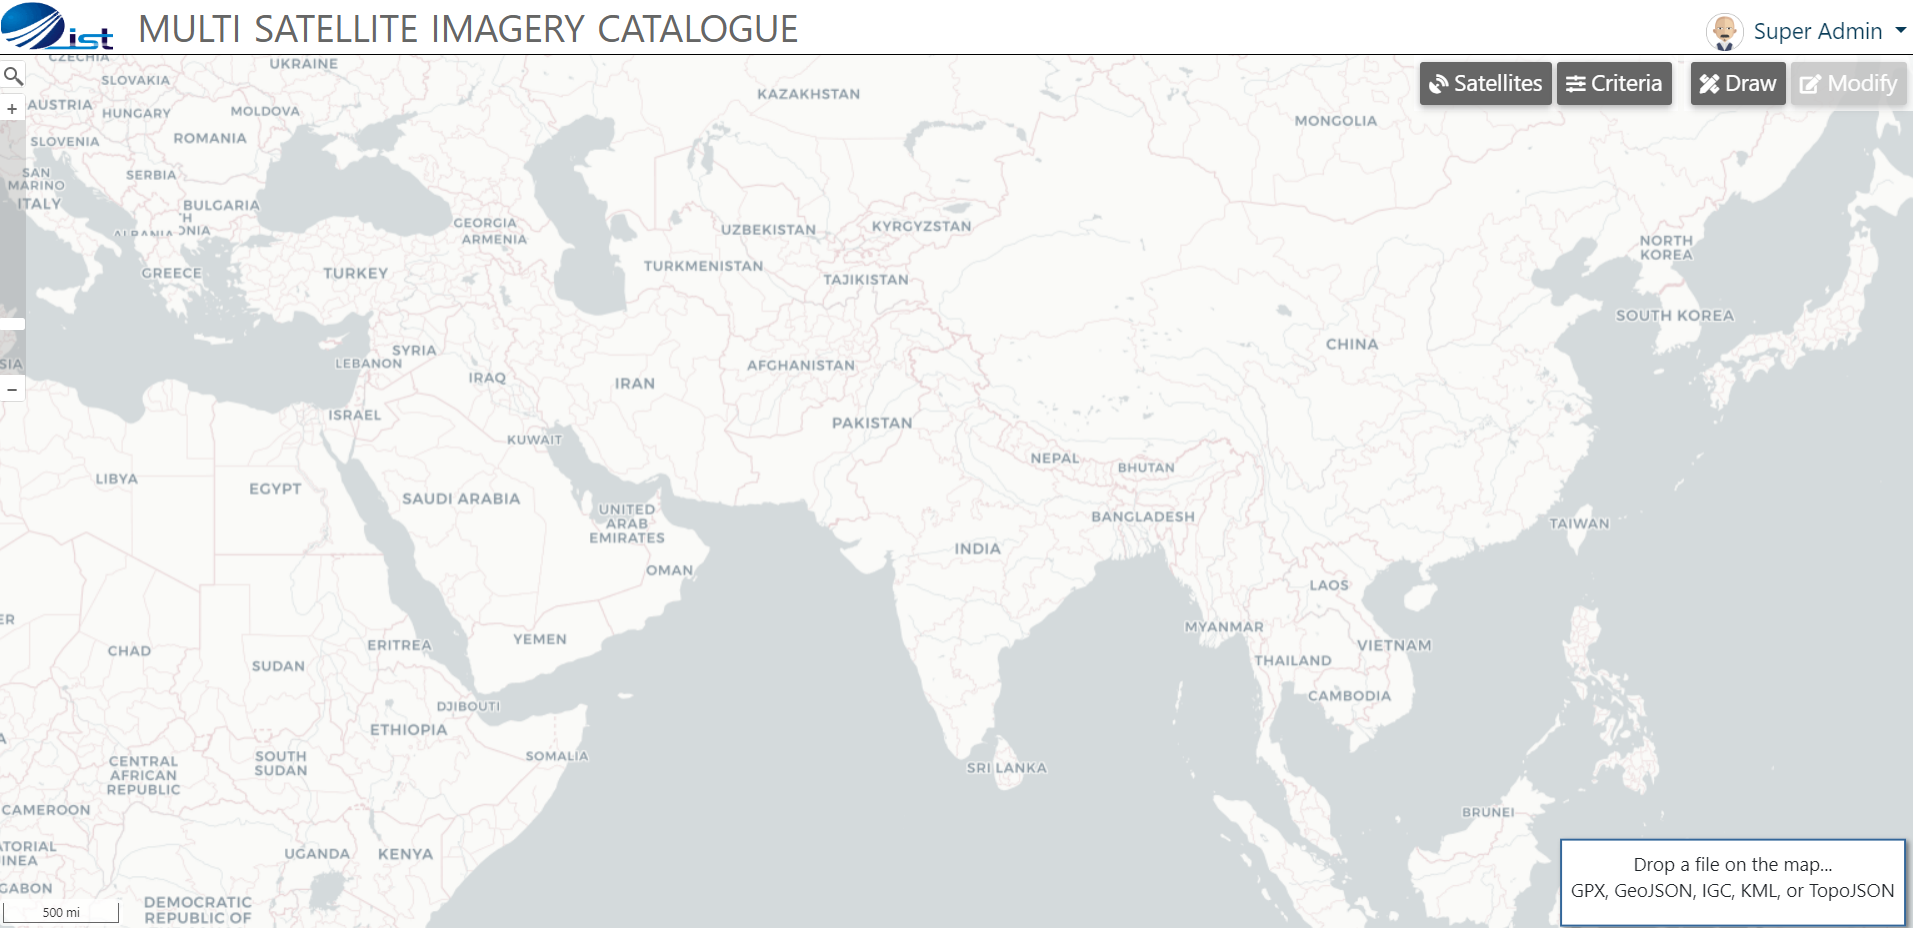 ist
MULTI SATELLITE IMAGERY CATALOGUE
Super Admin
Satellites
Criteria
Draw
Modify
+
−
CZECHIA
SLOVAKIA
UKRAINE
AUSTRIA
HUNGARY
MOLDOVA
KAZAKHSTAN
MONGOLIA
SLOVENIA
ROMANIA
SAN
MARINO
SERBIA
ITALY
BULGARIA
ALBANIA
GEORGIA
ARMENIA
UZBEKISTAN
KYRGYZSTAN
NORTH
KOREA
GREECE
TURKEY
TURKMENISTAN
TAJIKISTAN
SOUTH KOREA
CHINA
SYRIA
LEBANON
IRAQ
IRAN
AFGHANISTAN
ISRAEL
PAKISTAN
KUWAIT
NEPAL
BHUTAN
LIBYA
EGYPT
SAUDI ARABIA
UNITED
ARAB
EMIRATES
BANGLADESH
TAIWAN
INDIA
OMAN
LAOS
MYANMAR
ERITREA
YEMEN
VIETNAM
CHAD
SUDAN
THAILAND
CAMBODIA
DJIBOUTI
ETHIOPIA
SOMALIA
SRI LANKA
CENTRAL
AFRICAN
REPUBLIC
SOUTH
SUDAN
CAMEROON
BRUNEI
UGANDA
KENYA
GABON
DEMOCRATIC
REPUBLIC OF
500 mi
Drop a file on the map...
GPX, GeoJSON, IGC, KML, or TopoJSON